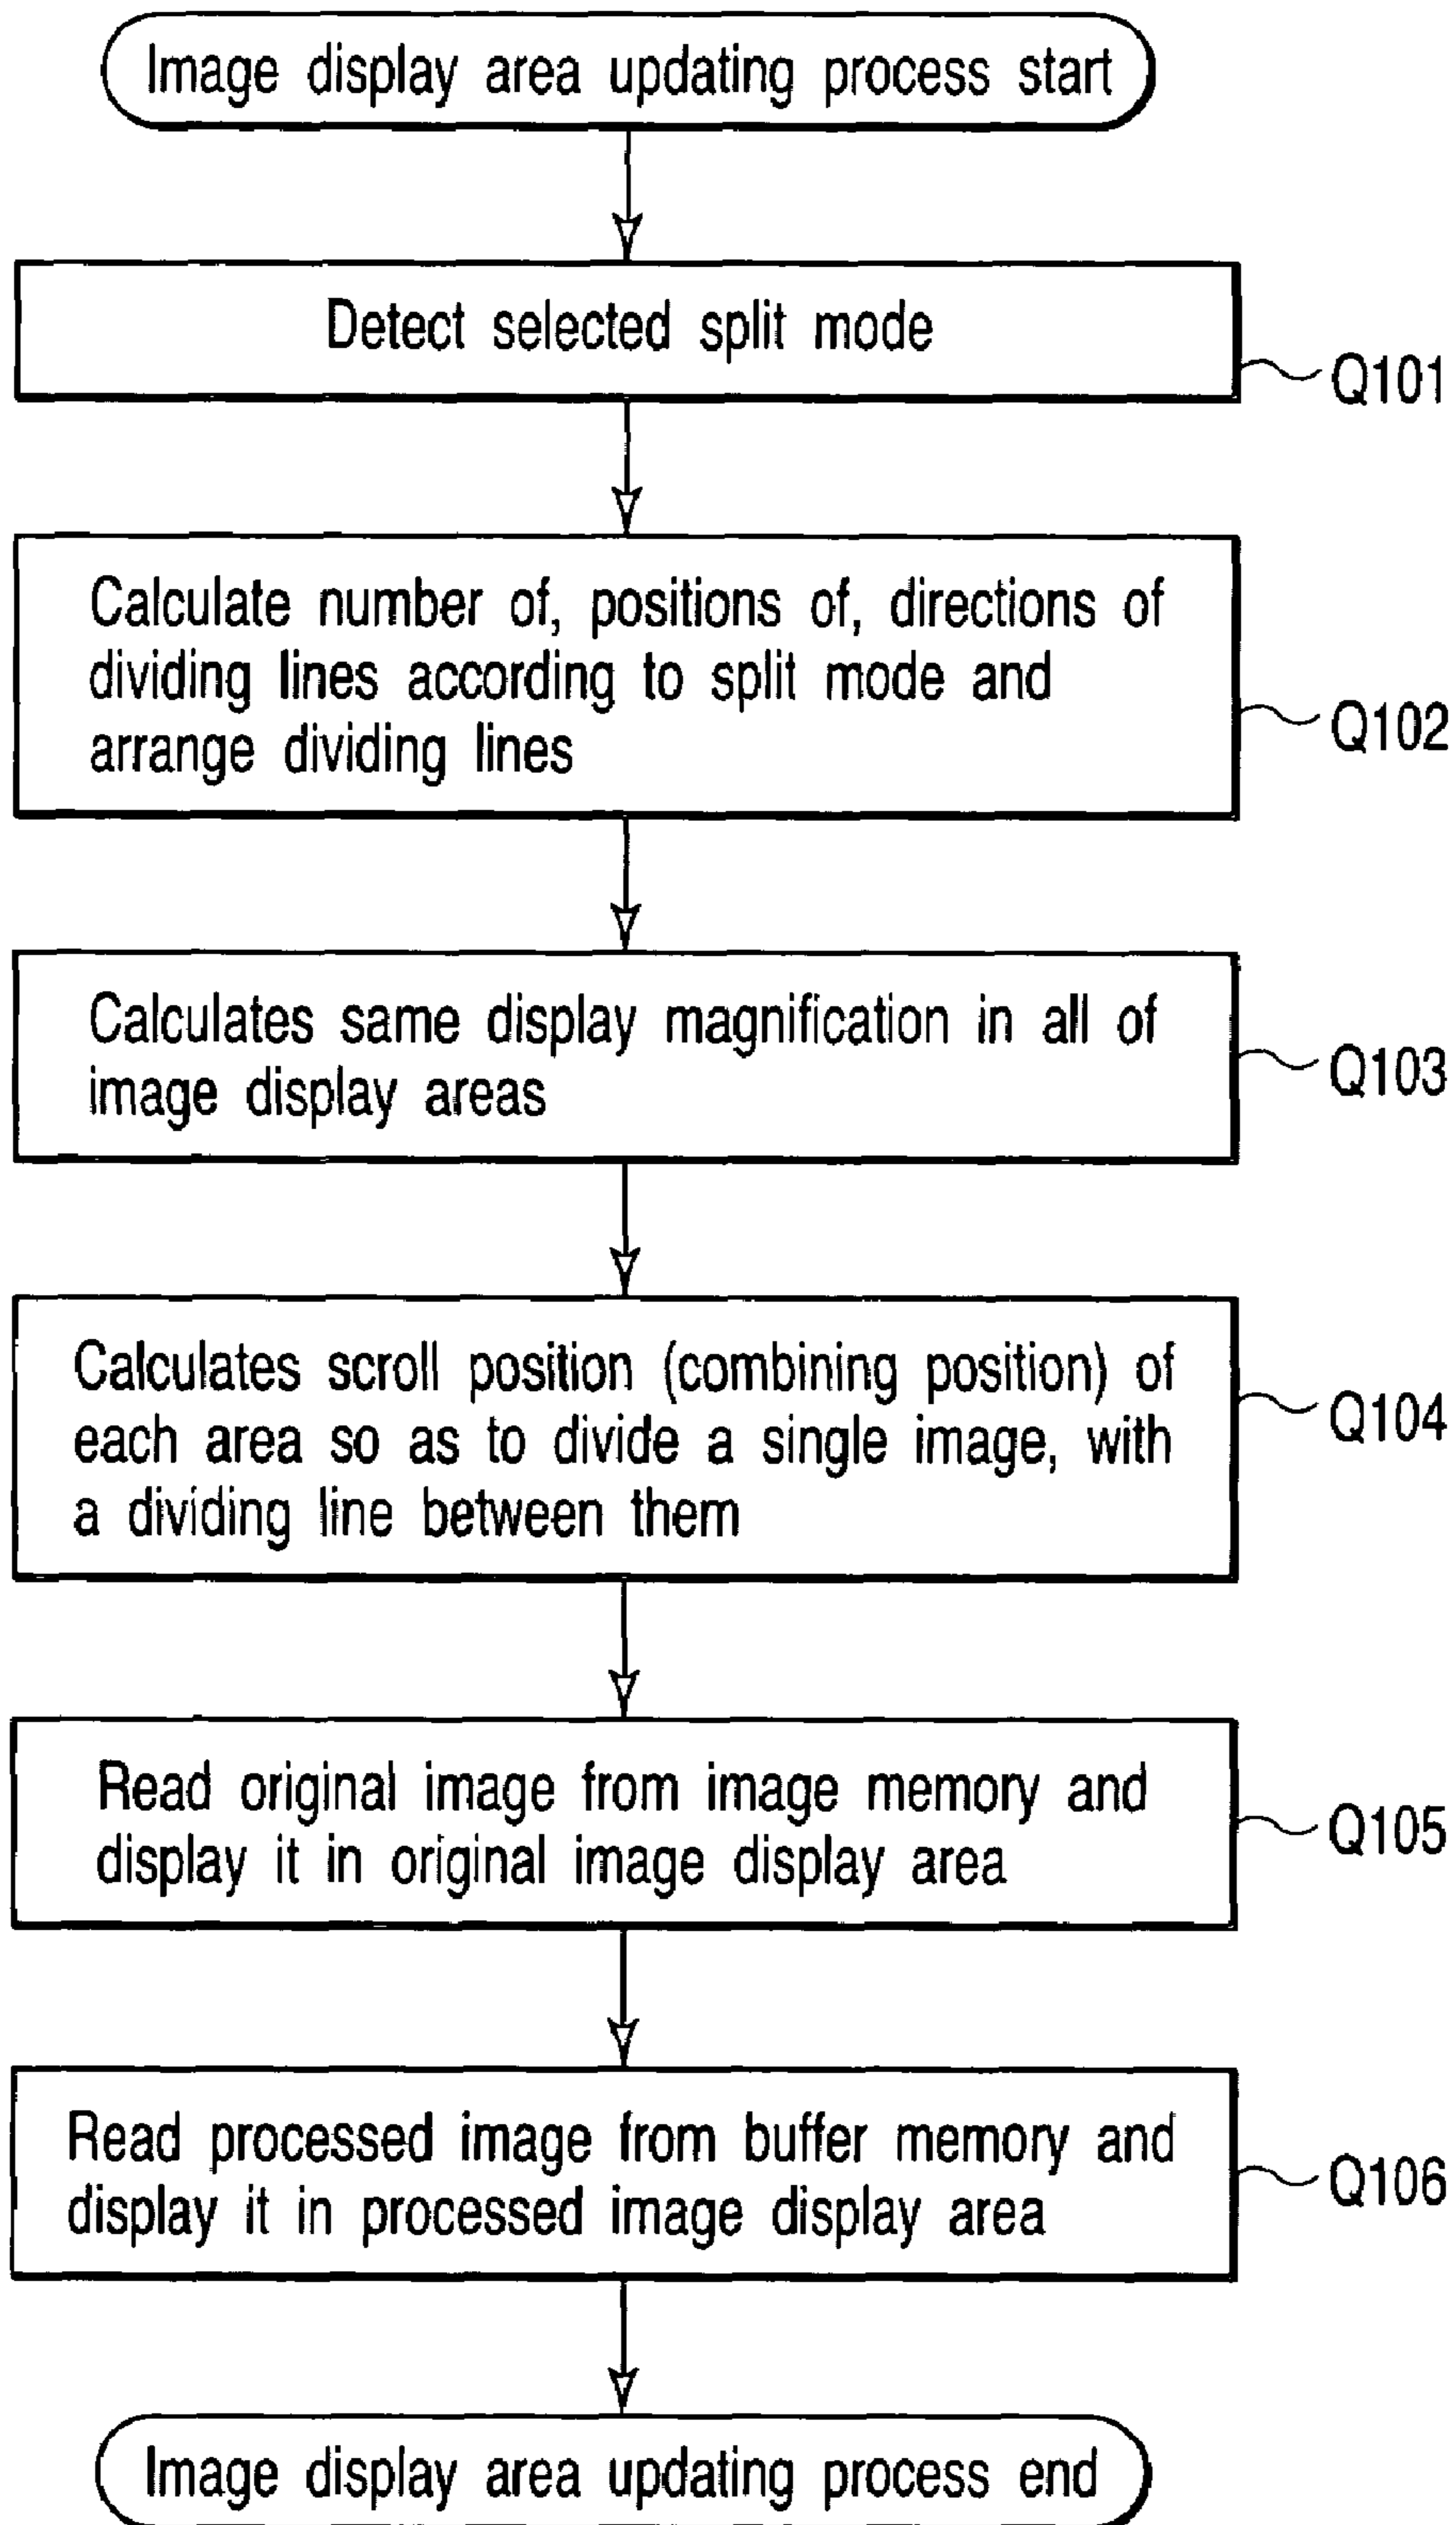 Image display area updating process start
Detect selected split mode
Q101
Calculate number of, positions of, directions of
dividing lines according to split mode and
arrange dividing lines
Q102
Calculates same display magnification in all of
image display areas
Q103
Calculates scroll position (combining position) of
each area so as to divide a single image, with
a dividing line between them
Q104
Read original image from image memory and
display it in original image display area
Q105
Read processed image from buffer memory and
display it in processed image display area
Q106
Image display area updating process end